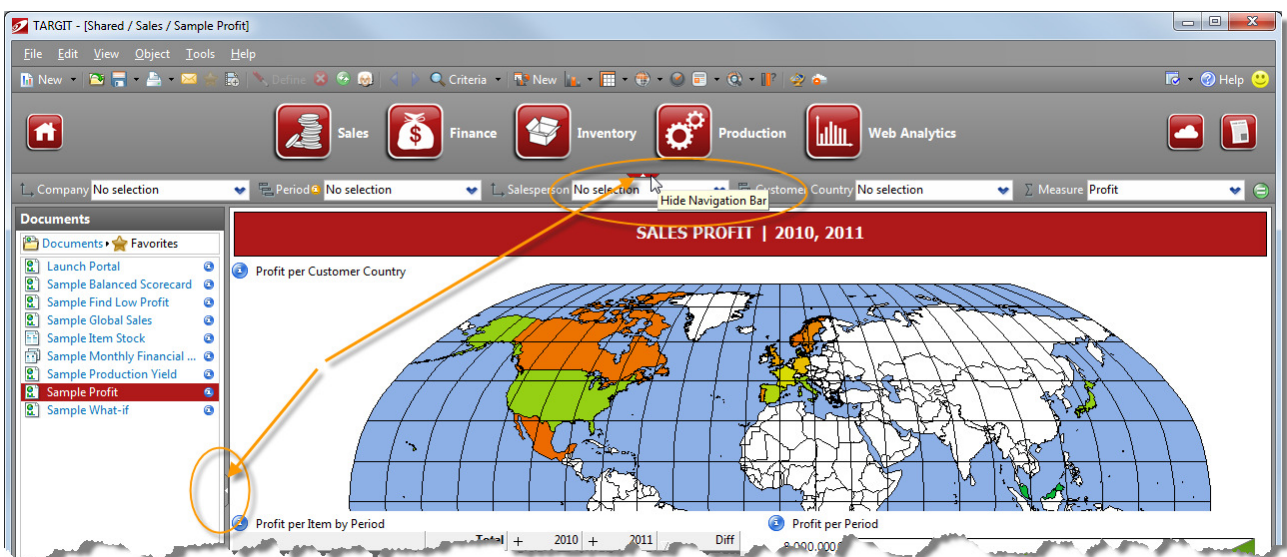 TARGIT - [Shared / Sales / Sample Profit]
File Edit View Object Tools Help
New Define Criteria New Help
Sales Finance Inventory Production Web Analytics
Company No selection Period No selection Salesperson No selection Customer Country No selection Σ Measure Profit
Hide Navigation Bar
Documents
Documents Favorites
SALES PROFIT | 2010, 2011
Launch Portal
Profit per Customer Country
Sample Balanced Scorecard
Sample Find Low Profit
Sample Global Sales
Sample Item Stock
Sample Monthly Financial ...
Sample Production Yield
Sample Profit
Sample What-if
Profit per Item by Period
Profit per Period
Total + 2010 + 2011 Diff
8.000.000